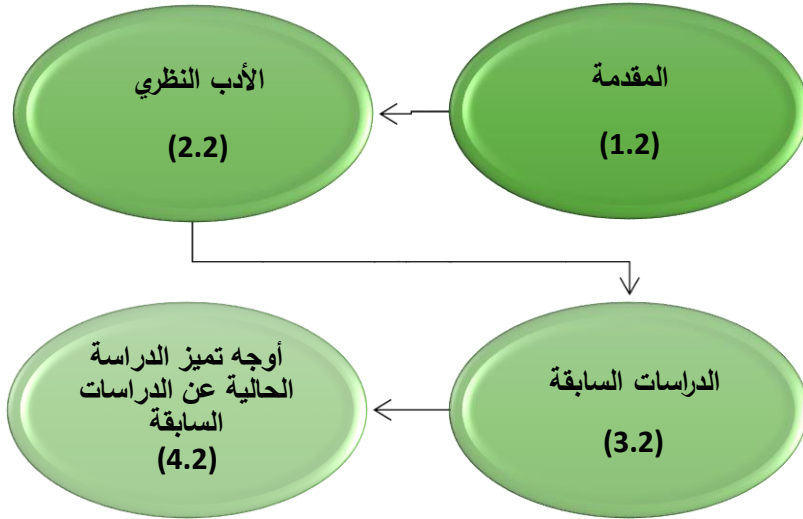 المقدمة
(1.2)
الأدب النظري
(2.2)
الدراسات السابقة
(3.2)
أوجه تميز الدراسة
الحالية عن الدراسات
السابقة
(4.2)